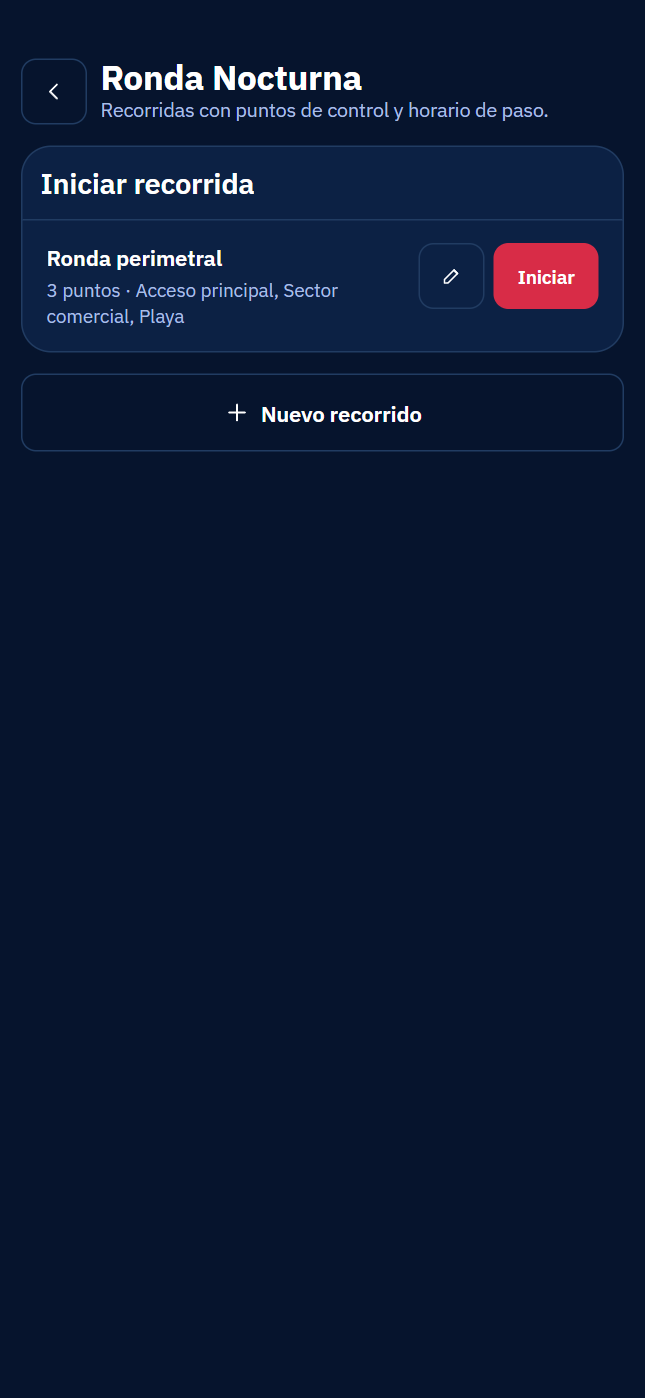 Ronda Nocturna
Recorridas con puntos de control y horario de paso.
Iniciar recorrida
Ronda perimetral
3 puntos · Acceso principal, Sector
comercial, Playa
Iniciar
Nuevo recorrido